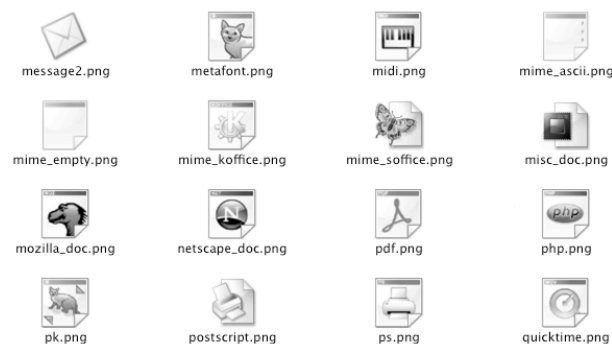 message2.png metafont.png midi.png mime_ascii.png
mime_empty.png mime_koffice.png mime_soffice.png misc_doc.png
N php
mozilla_doc.png netscape_doc.png pdf.png php.png
pk.png postscript.png ps.png quicktime.png